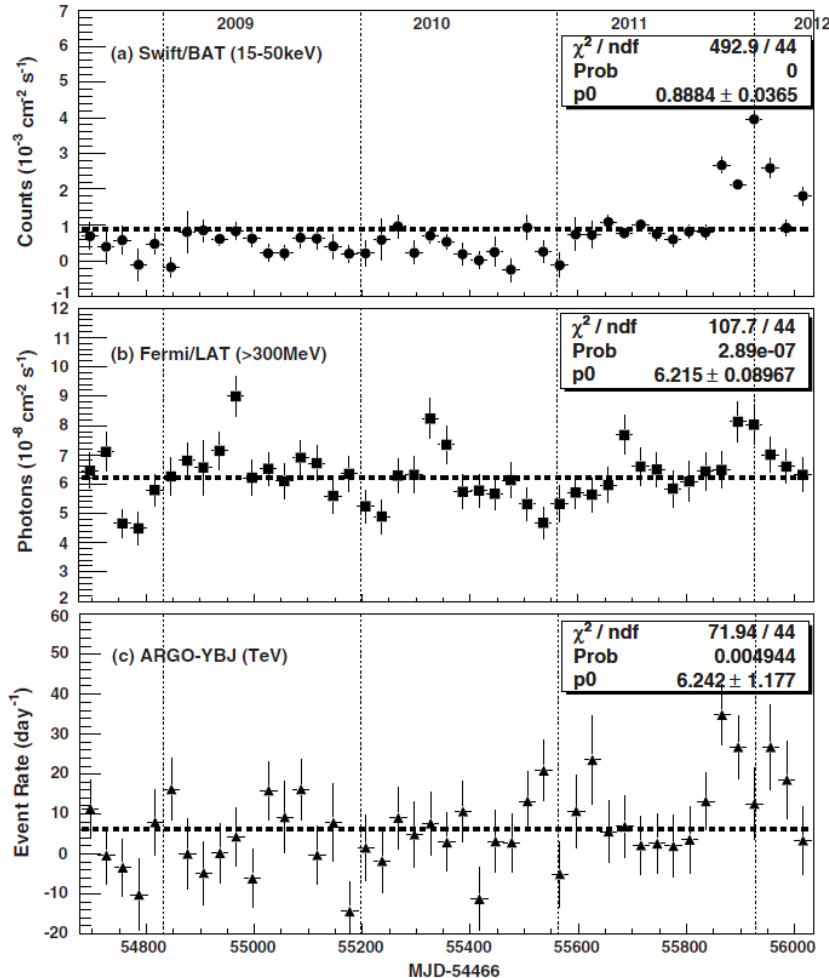 2009 2010 2011 2012
7
6
5
4
3
2
1
0
-1
Counts (10⁻³ cm⁻² s⁻¹)
(a) Swift/BAT (15-50keV)
χ² / ndf 492.9 / 44
Prob 0
p0 0.8884 ± 0.0365
12
11
10
9
8
7
6
5
4
3
2
Photons (10⁻⁸ cm⁻² s⁻¹)
(b) Fermi/LAT (>300MeV)
χ² / ndf 107.7 / 44
Prob 2.89e-07
p0 6.215 ± 0.08967
60
50
40
30
20
10
0
-10
-20
Event Rate (day⁻¹)
(c) ARGO-YBJ (TeV)
χ² / ndf 71.94 / 44
Prob 0.004944
p0 6.242 ± 1.177
54800 55000 55200 55400 55600 55800 56000
MJD-54466